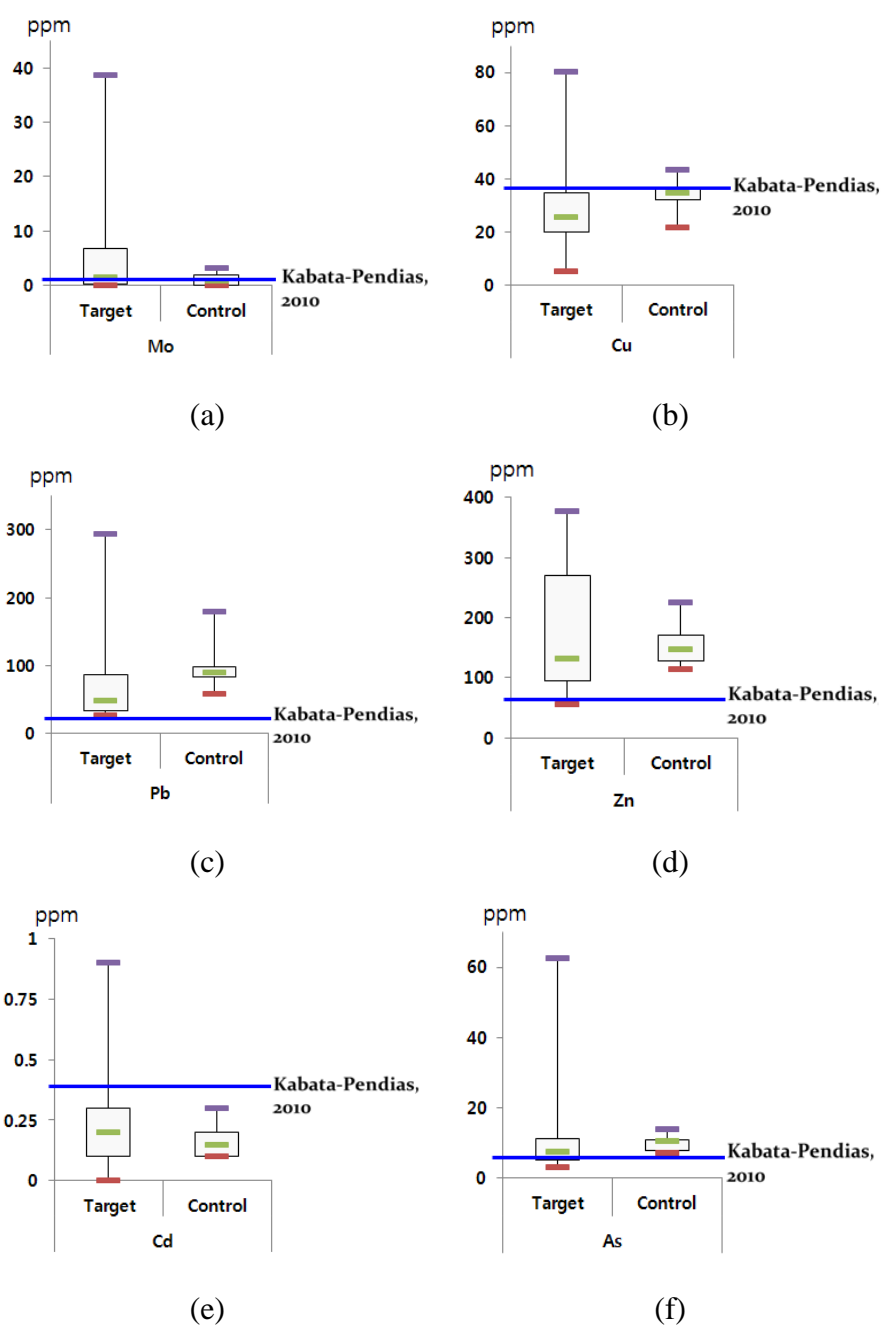 ppm
40
30
20
10
0
Kabata-Pendias,
2010
Target Control
Mo
(a)
ppm
80
60
40
20
0
Kabata-Pendias,
2010
Target Control
Cu
(b)
ppm
300
200
100
0
Kabata-Pendias,
2010
Target Control
Pb
(c)
ppm
400
300
200
100
0
Kabata-Pendias,
2010
Target Control
Zn
(d)
ppm
1
0.75
0.5
0.25
0
Kabata-Pendias,
2010
Target Control
Cd
(e)
ppm
60
40
20
0
Kabata-Pendias,
2010
Target Control
As
(f)